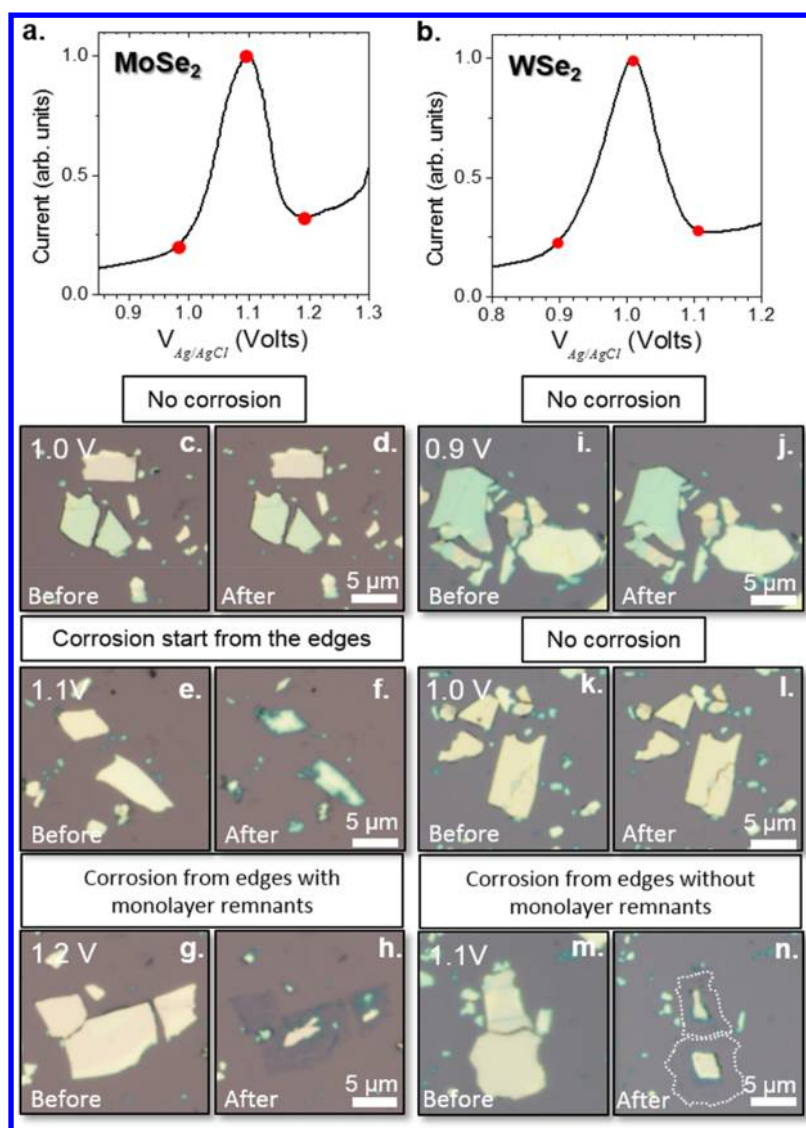 a.
MoSe2
Current (arb. units)
1.0
0.5
0.0
0.9 1.0 1.1 1.2 1.3
V Ag/AgCl (Volts)
b.
WSe2
Current (arb. units)
1.0
0.5
0.0
0.8 0.9 1.0 1.1 1.2
V Ag/AgCl (Volts)
No corrosion
No corrosion
1.0 V c.
Before
d.
After 5 μm
0.9 V i.
Before
j.
After 5 μm
Corrosion start from the edges
No corrosion
1.1V e.
Before
f.
After 5 μm
1.0 V k.
Before
l.
After 5 μm
Corrosion from edges with
monolayer remnants
Corrosion from edges without
monolayer remnants
1.2 V g.
Before
h.
After 5 μm
1.1V m.
Before
n.
After 5 μm